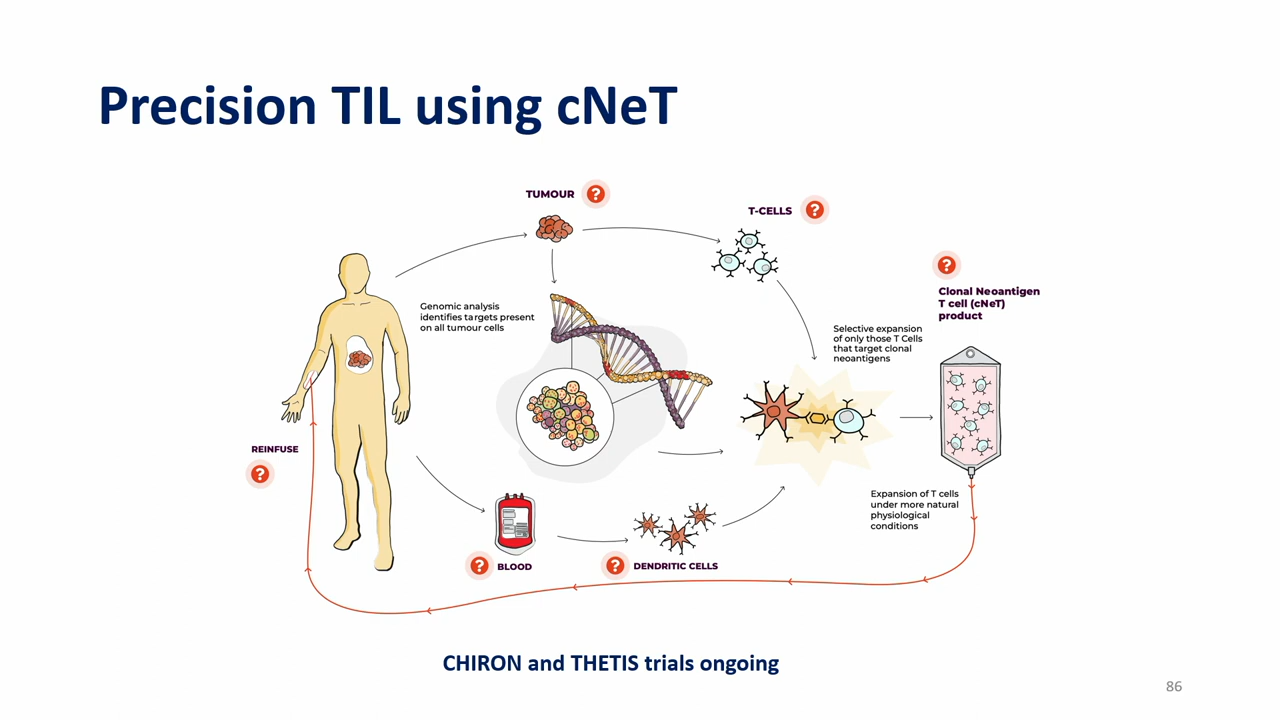 Precision TIL using cNeT
TUMOUR ?
T-CELLS ?
?
Clonal Neoantigen
T cell (cNeT)
product
Genomic analysis
identifies targets present
on all tumour cells
Selective expansion
of only those T Cells
that target clonal
neoantigens
REINFUSE
?
Expansion of T cells
under more natural
physiological
conditions
? BLOOD
? DENDRITIC CELLS
CHIRON and THETIS trials ongoing
86